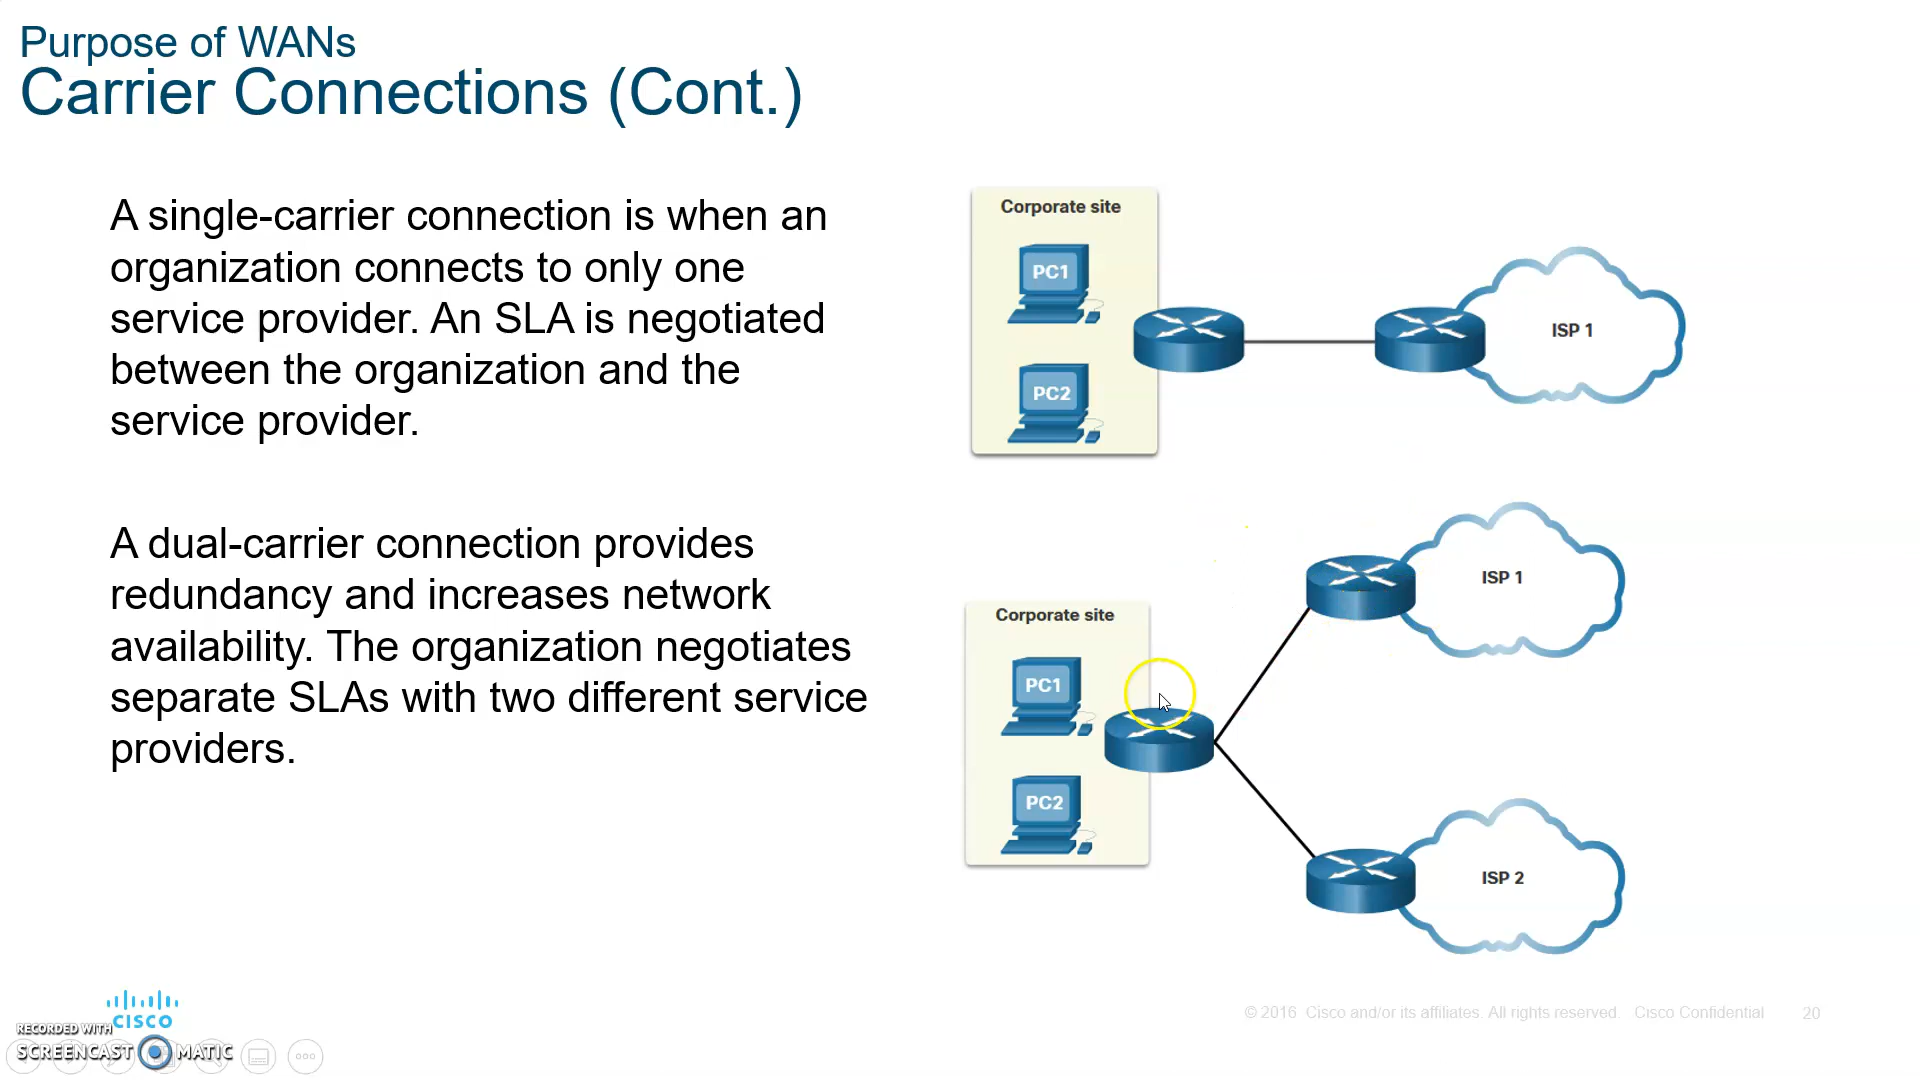 Purpose of WANs
Carrier Connections (Cont.)
A single-carrier connection is when an
organization connects to only one
service provider. An SLA is negotiated
between the organization and the
service provider.
A dual-carrier connection provides
redundancy and increases network
availability. The organization negotiates
separate SLAs with two different service
providers.
Corporate site
PC1
PC2
ISP 1
Corporate site
PC1
PC2
ISP 1
ISP 2
CISCO
RECORDED WITH
SCREENCAST MATIC
© 2016 Cisco and/or its affiliates. All rights reserved. Cisco Confidential
20